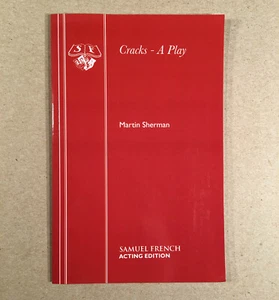 S F
Cracks - A Play
Martin Sherman
SAMUEL FRENCH
ACTING EDITION